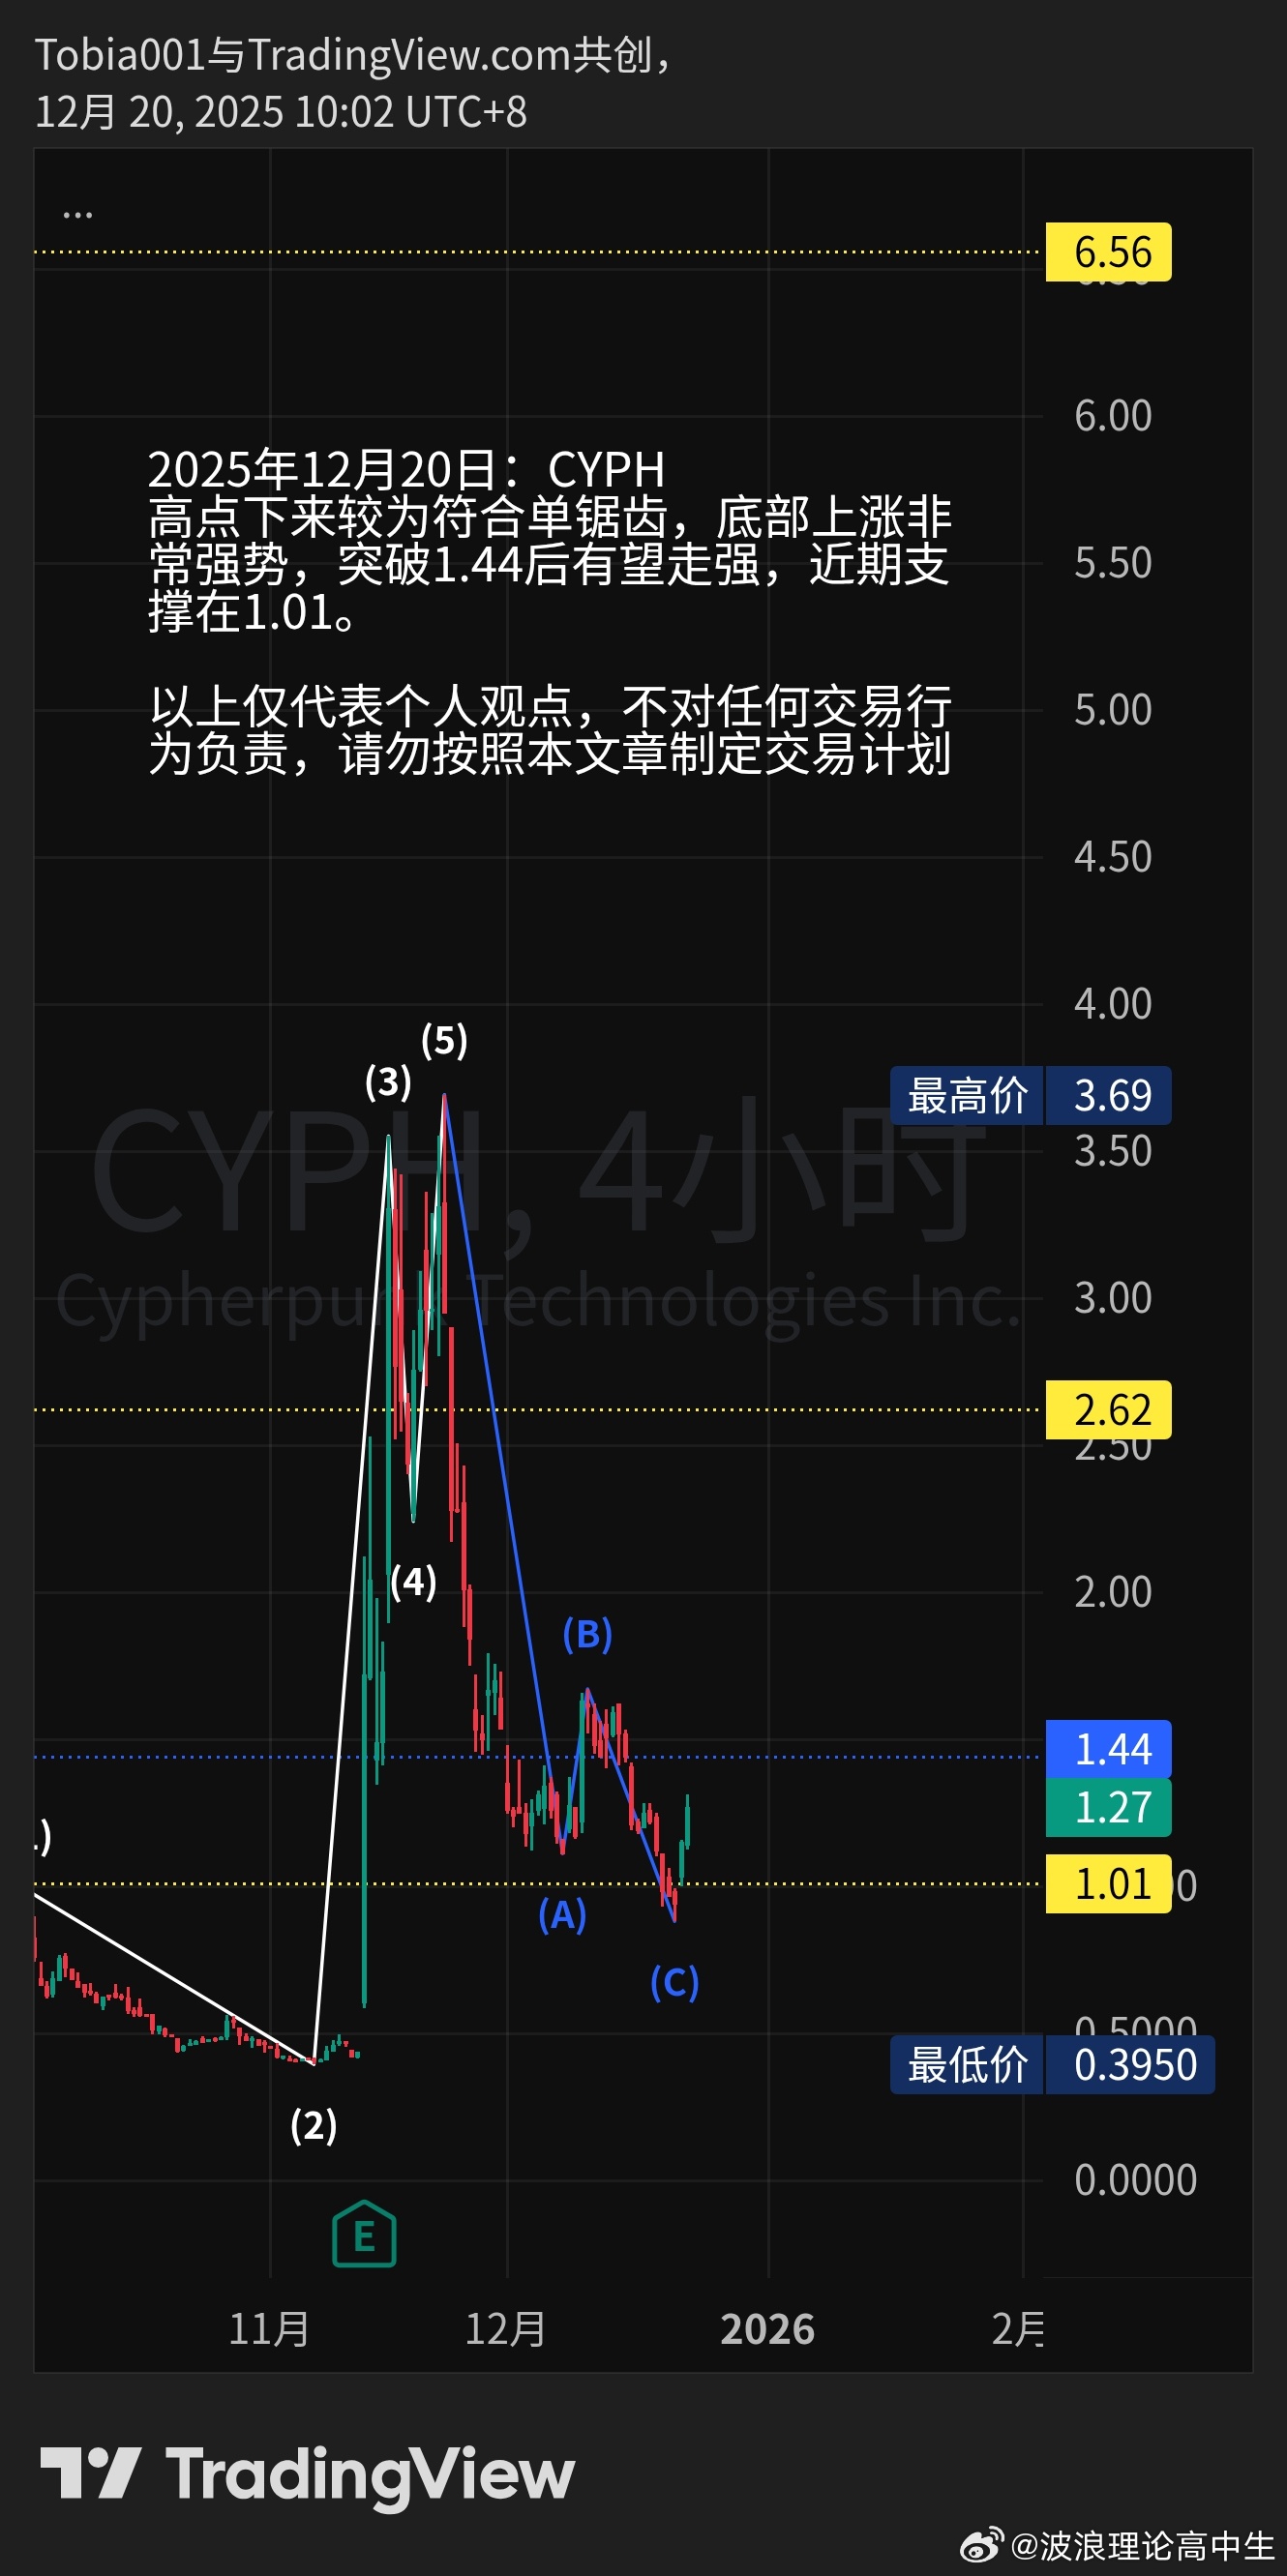 Tobia001与TradingView.com共创，
12月 20, 2025 10:02 UTC+8
...
6.56
6.00
2025年12月20日：CYPH
高点下来较为符合单锯齿，底部上涨非
常强势，突破1.44后有望走强，近期支
撑在1.01。
5.50
以上仅代表个人观点，不对任何交易行
为负责，请勿按照本文章制定交易计划
5.00
4.50
4.00
(5)
(3)
最高价 3.69
3.50
CYPH, 4小时
Cypherpunk Technologies Inc.
3.00
2.62
2.50
(4)
2.00
(B)
1.44
1.27
1.01
(A)
(C)
0.5000
最低价 0.3950
(2)
0.0000
E
11月 12月 2026 2月
TradingView
@波浪理论高中生